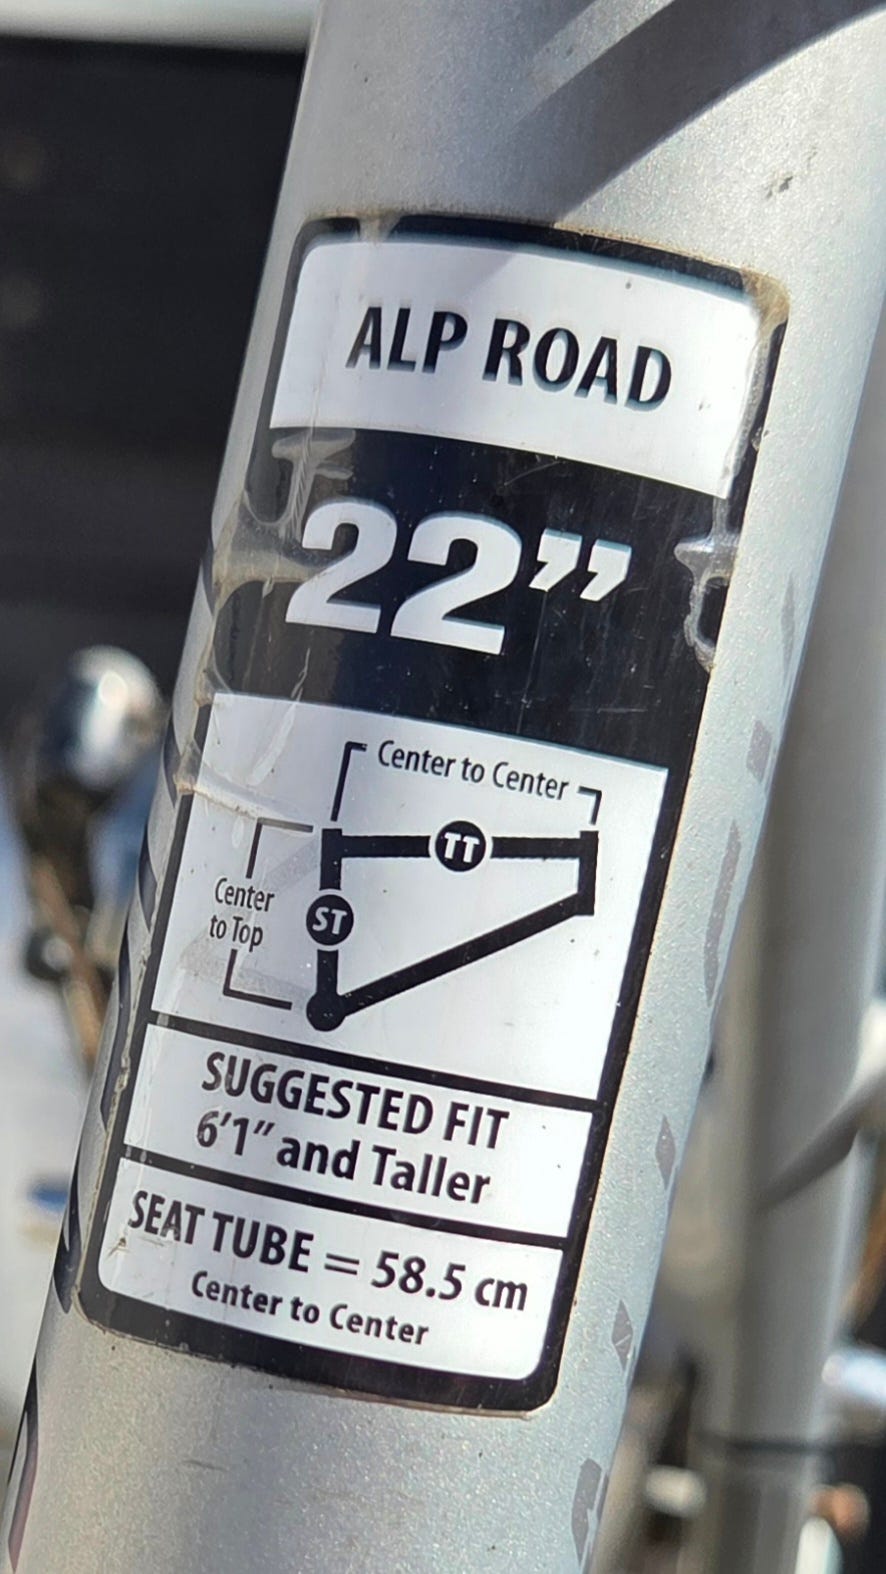 ALP ROAD
22”
Center to Center
TT
Center
to Top
ST
SUGGESTED FIT
6’1” and Taller
SEAT TUBE = 58.5 cm
Center to Center